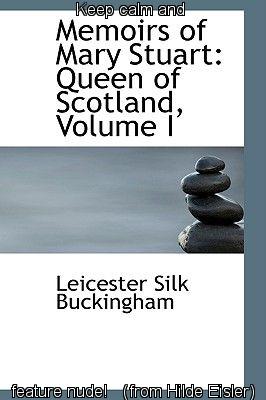 Keep calm and
Memoirs of
Mary Stuart:
Queen of
Scotland,
Volume I
Leicester Silk
Buckingham
feature nude! (from Hilde Eisler)